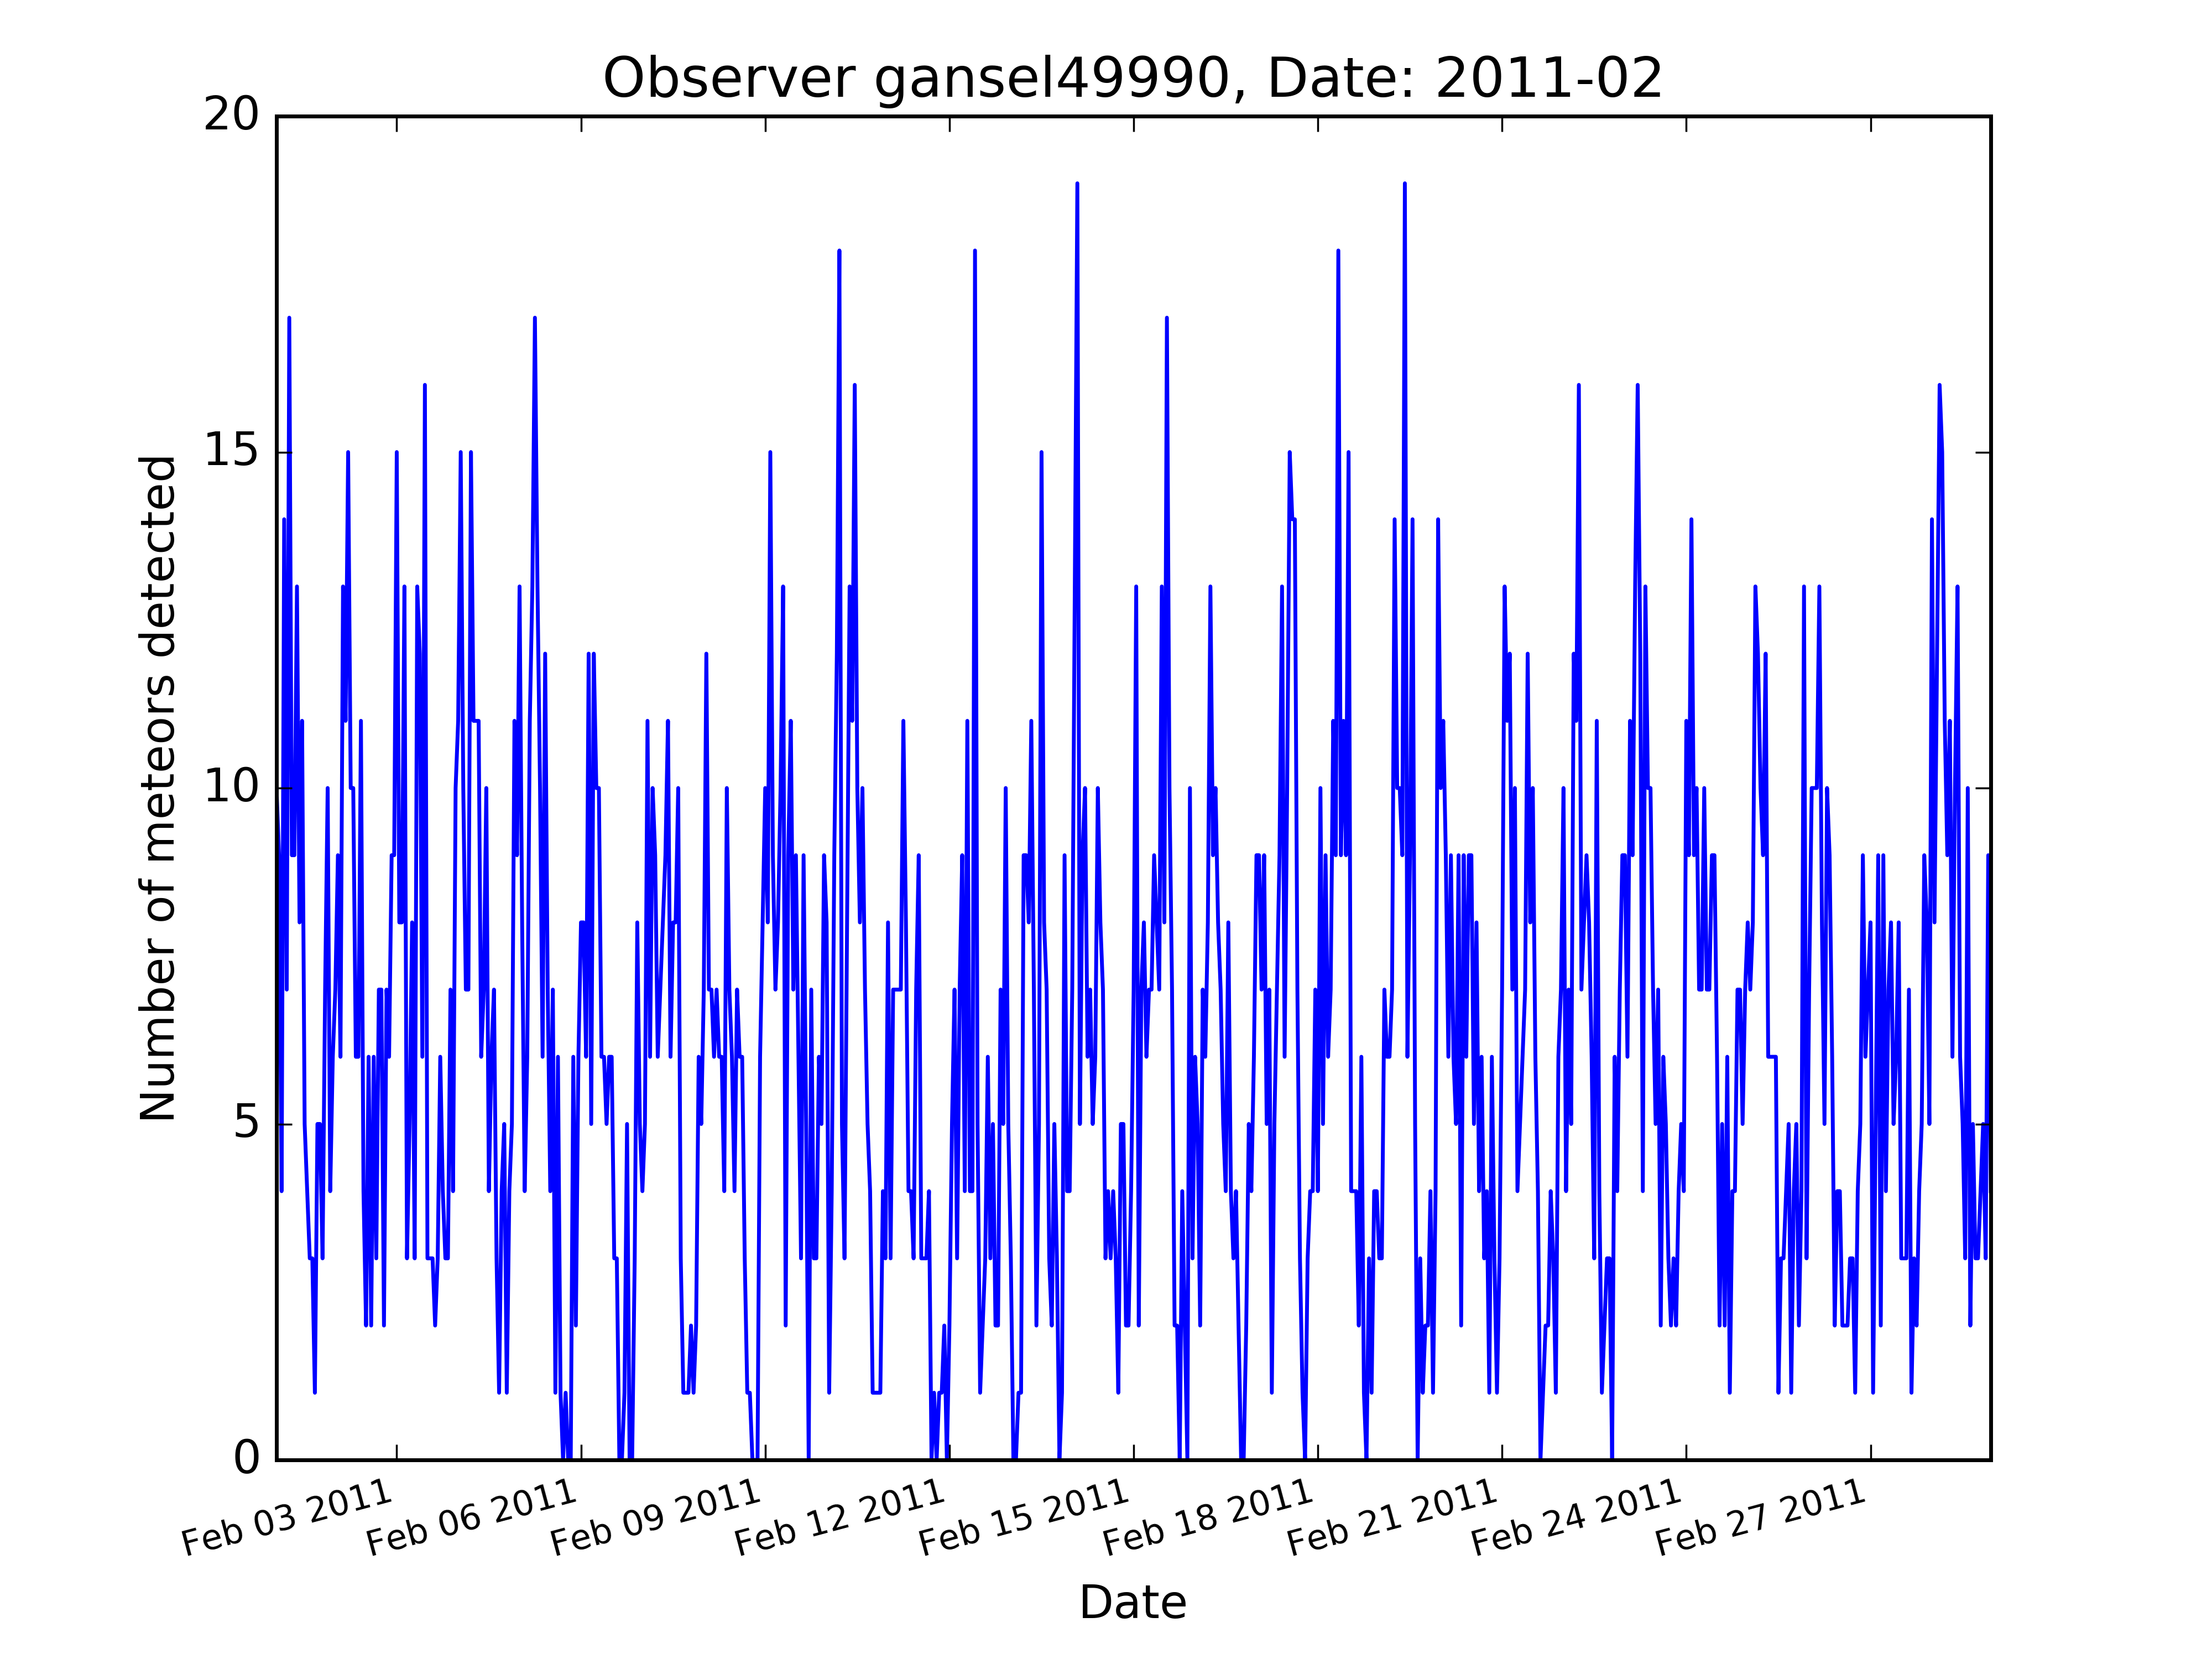 Observer gansel49990, Date: 2011-02
20
15
10
5
0
Number of meteors detected
Feb 03 2011
Feb 06 2011
Feb 09 2011
Feb 12 2011
Feb 15 2011
Feb 18 2011
Feb 21 2011
Feb 24 2011
Feb 27 2011
Date